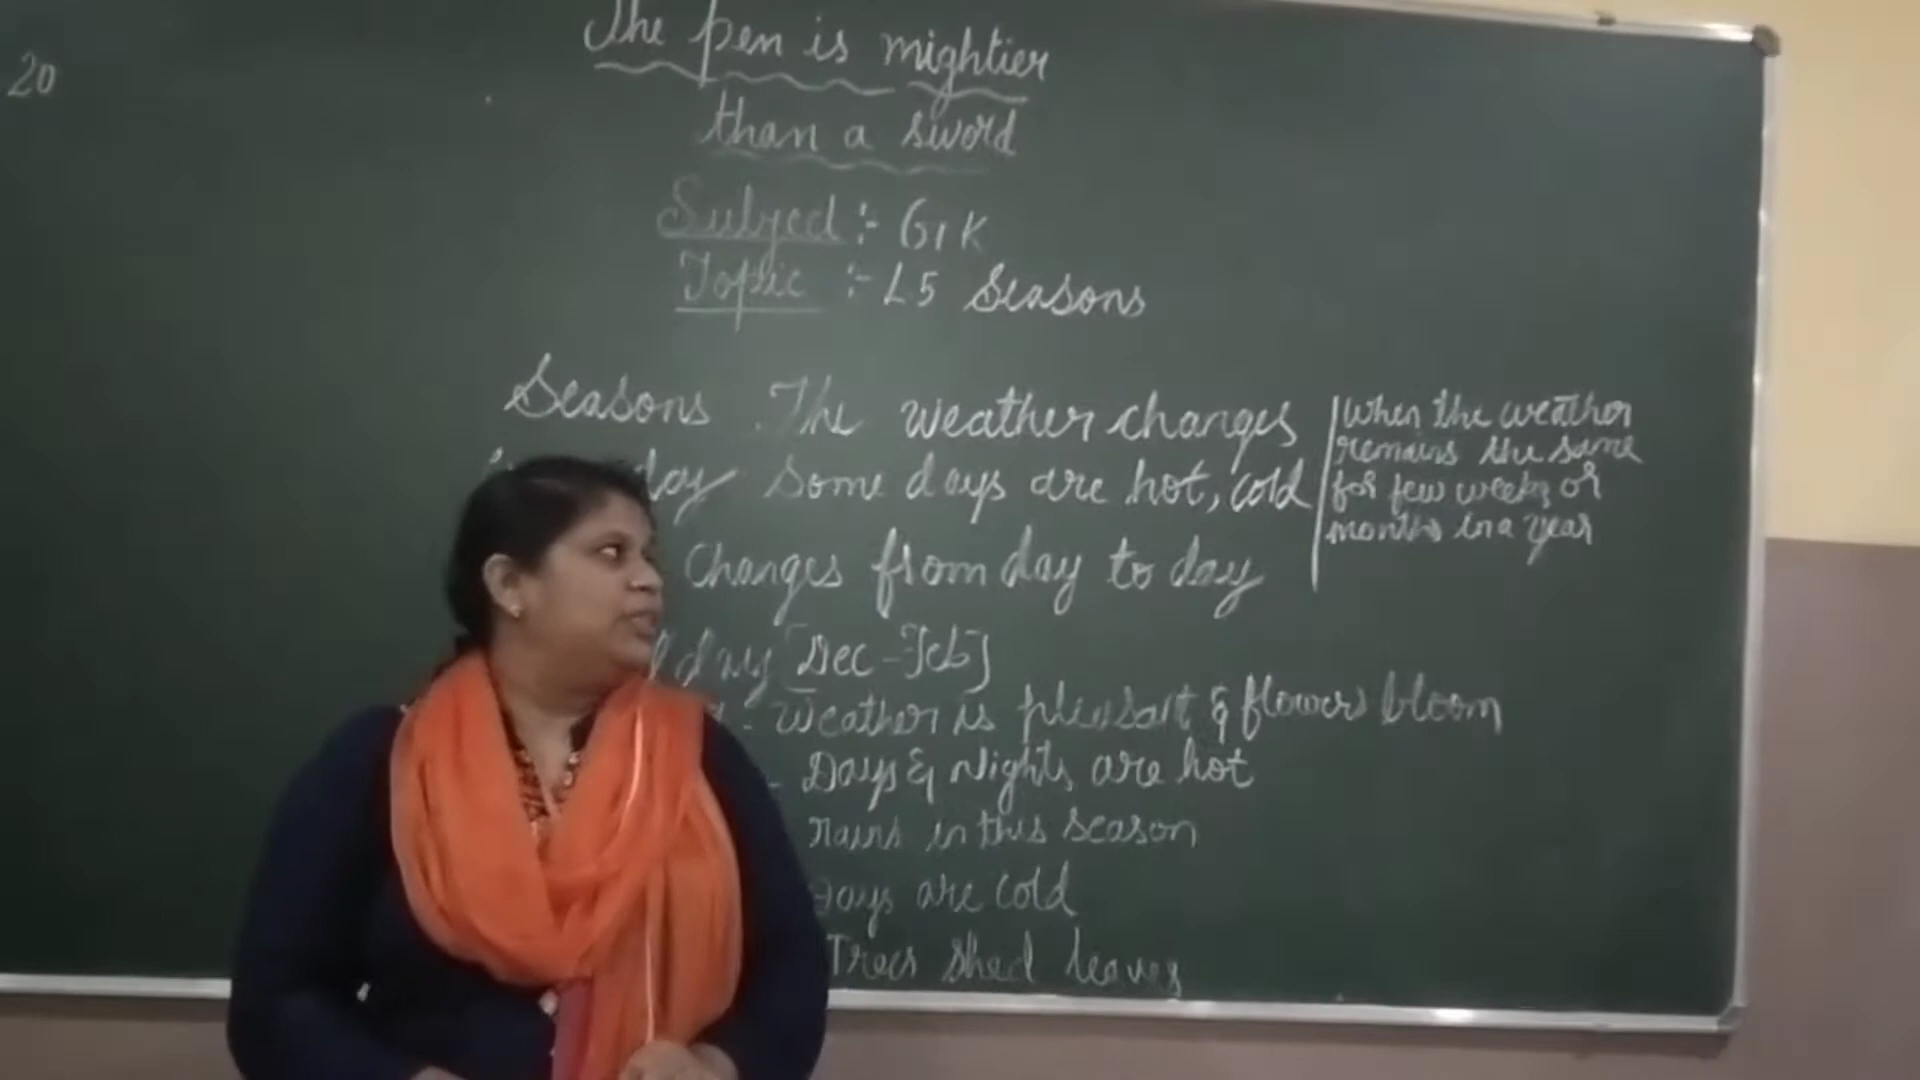 20
The pen is mightier
than a sword
Subject :- G.K
Topic :- L5 Seasons
Seasons . The weather changes
day some days are hot, cold
changes from day to day
day [Dec - Feb]
: Weather is pleasant & flowers bloom
- Days & Nights are hot
rains in this season
Days are cold
Trees shed leaves
When the weather
remains the same
for few weeks or
months in a year